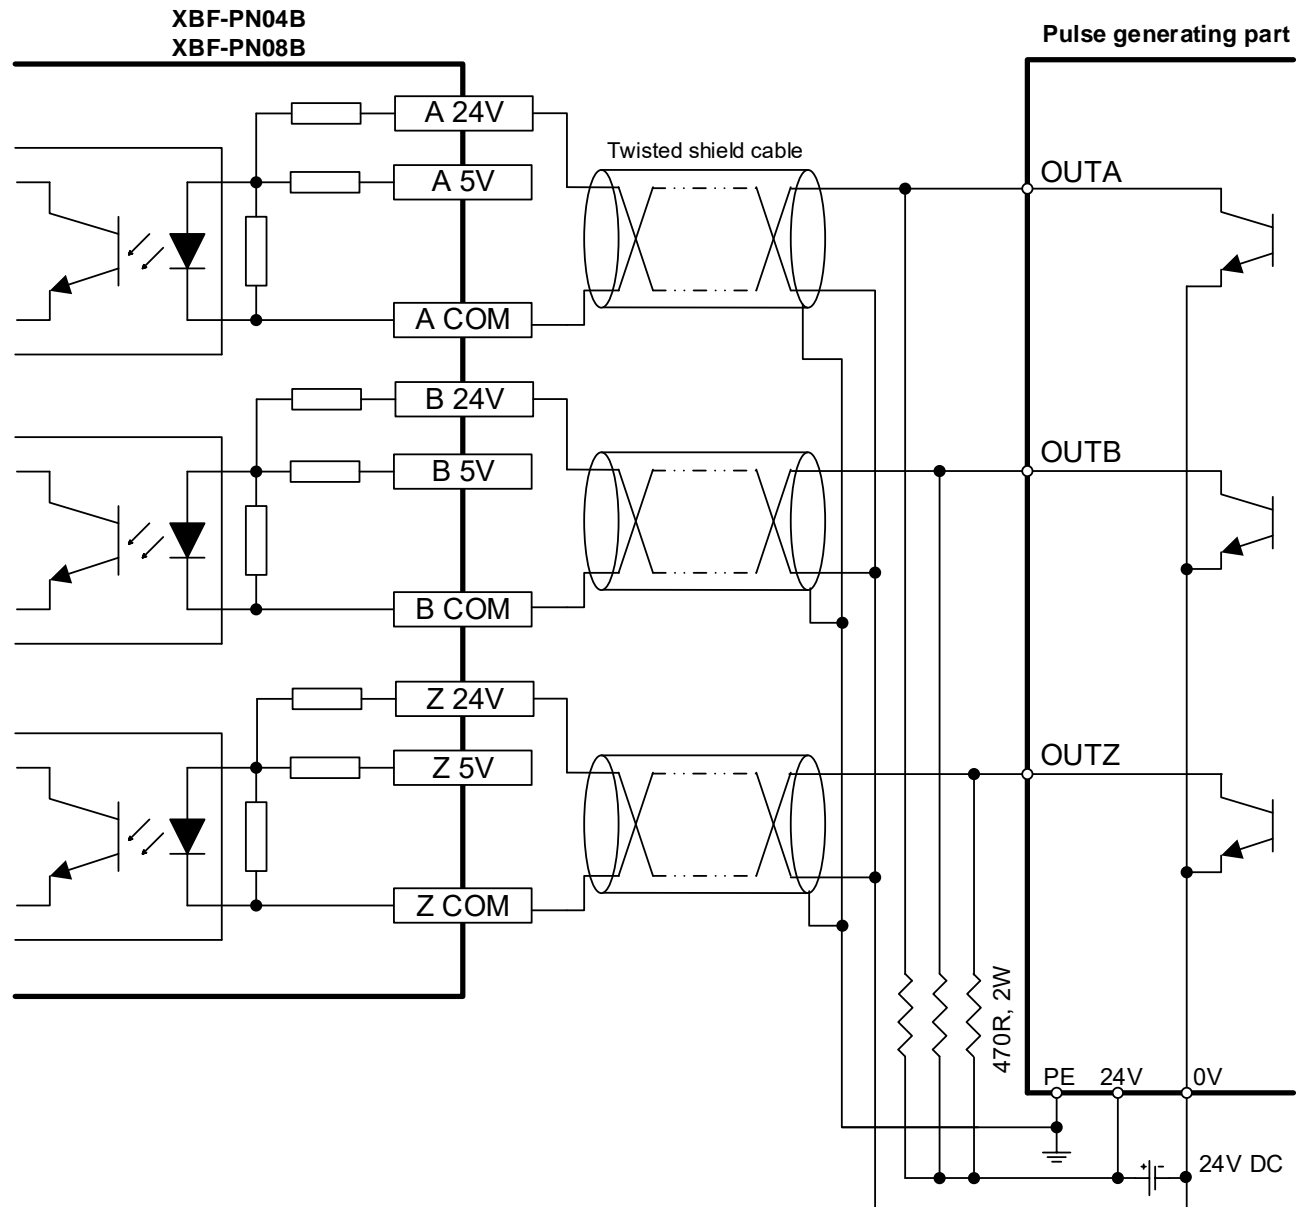 XBF-PN04B
XBF-PN08B
Pulse generating part
A 24V
Twisted shield cable
A 5V
OUTA
A COM
B 24V
OUTB
B 5V
B COM
Z 24V
OUTZ
Z 5V
Z COM
470R, 2W
PE
24V
0V
+
-
24V DC